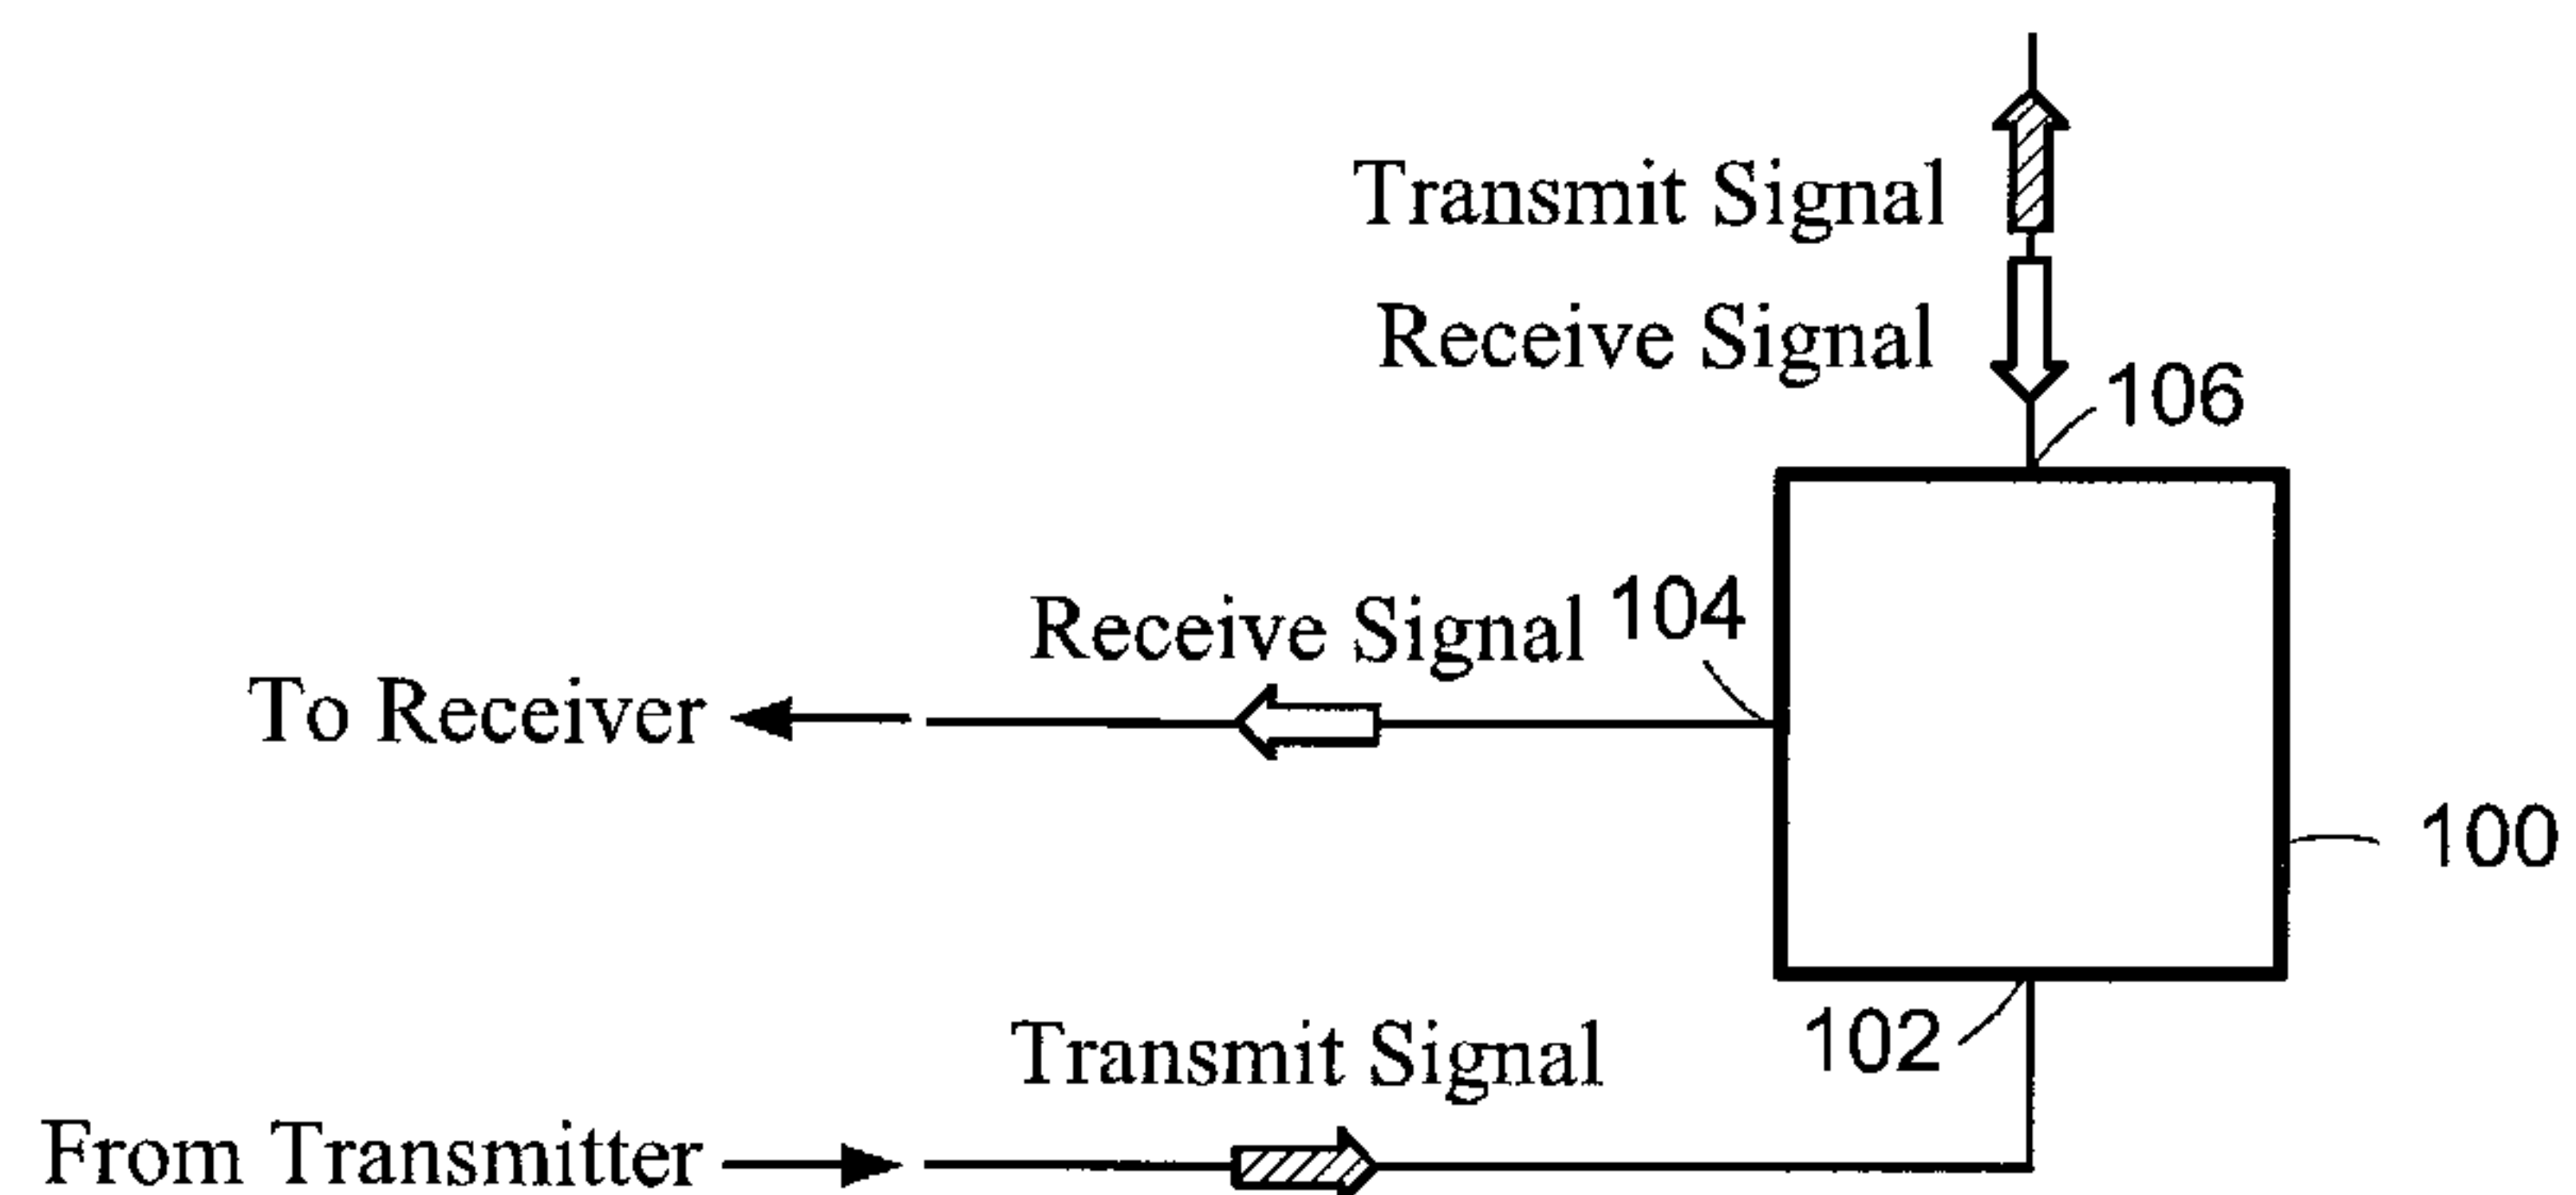 Transmit Signal
Receive Signal
106
Receive Signal 104
To Receiver
100
102
Transmit Signal
From Transmitter